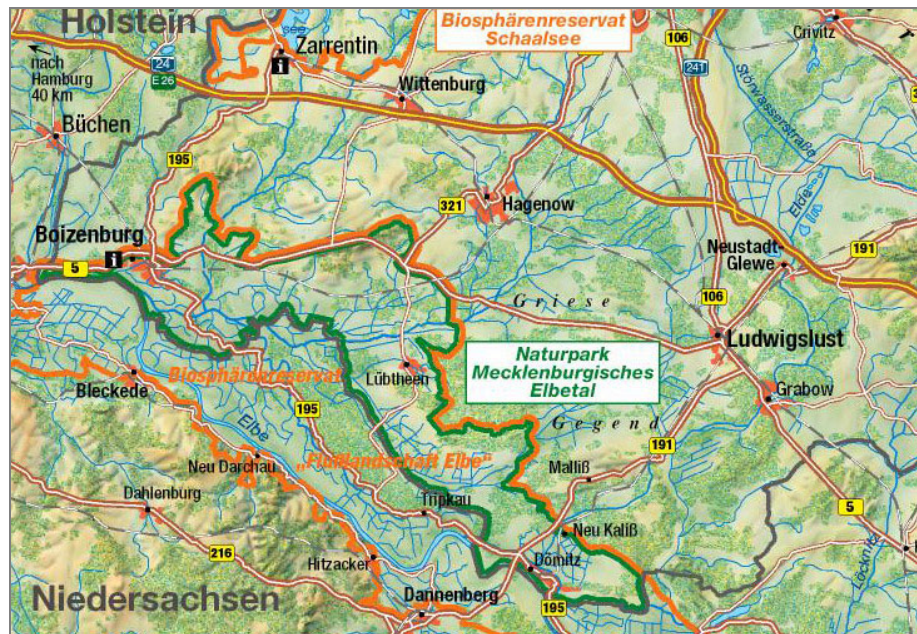 Holstein
see
Zarrentin
i
Biosphärenreservat
Schaalsee
106
Crivitz
241
nach
Hamburg
40 km
24
E 26
Wittenburg
Störwasserstraße
Büchen
195
Elde
321
Hagenow
Boizenburg
i
5
Neustadt-
Glewe
191
106
Griese
Ludwigslust
Naturpark
Mecklenburgisches
Elbetal
Lübtheen
Biosphärenreservat
Bleckede
195
Grabow
Elbe
Gegend
191
„Flußlandschaft Elbe“
Neu Darchau
Malliß
Dahlenburg
Tripkau
5
Neu Kaliß
216
Hitzacker
Dömitz
Löcknitz
Niedersachsen
Dannenberg
195